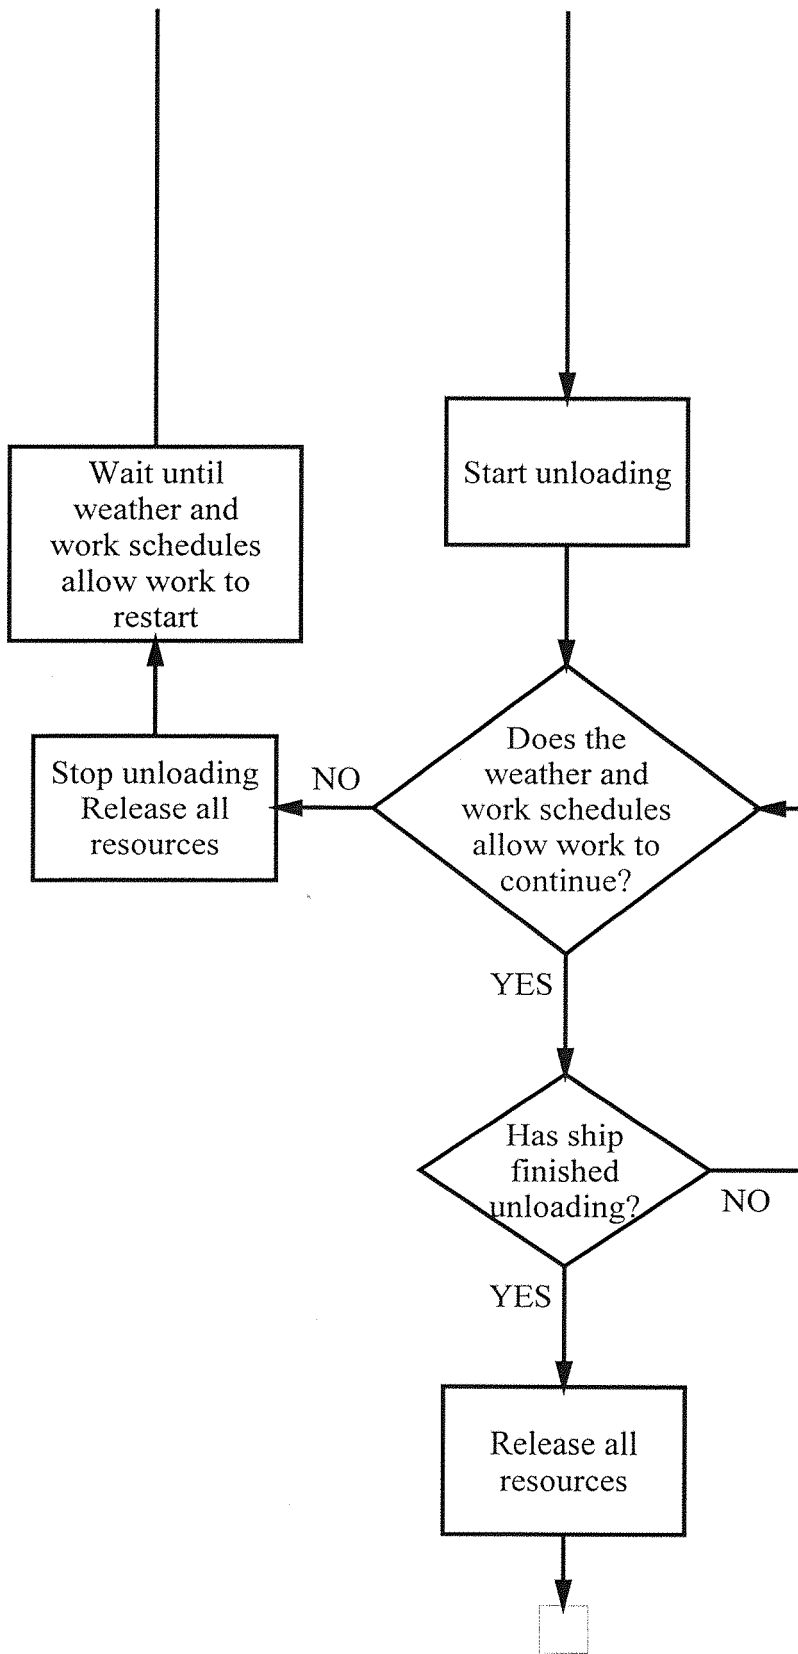 Start unloading
Wait until
weather and
work schedules
allow work to
restart
Does the
weather and
work schedules
allow work to
continue?
NO
Stop unloading
Release all
resources
YES
Has ship
finished
unloading?
NO
YES
Release all
resources